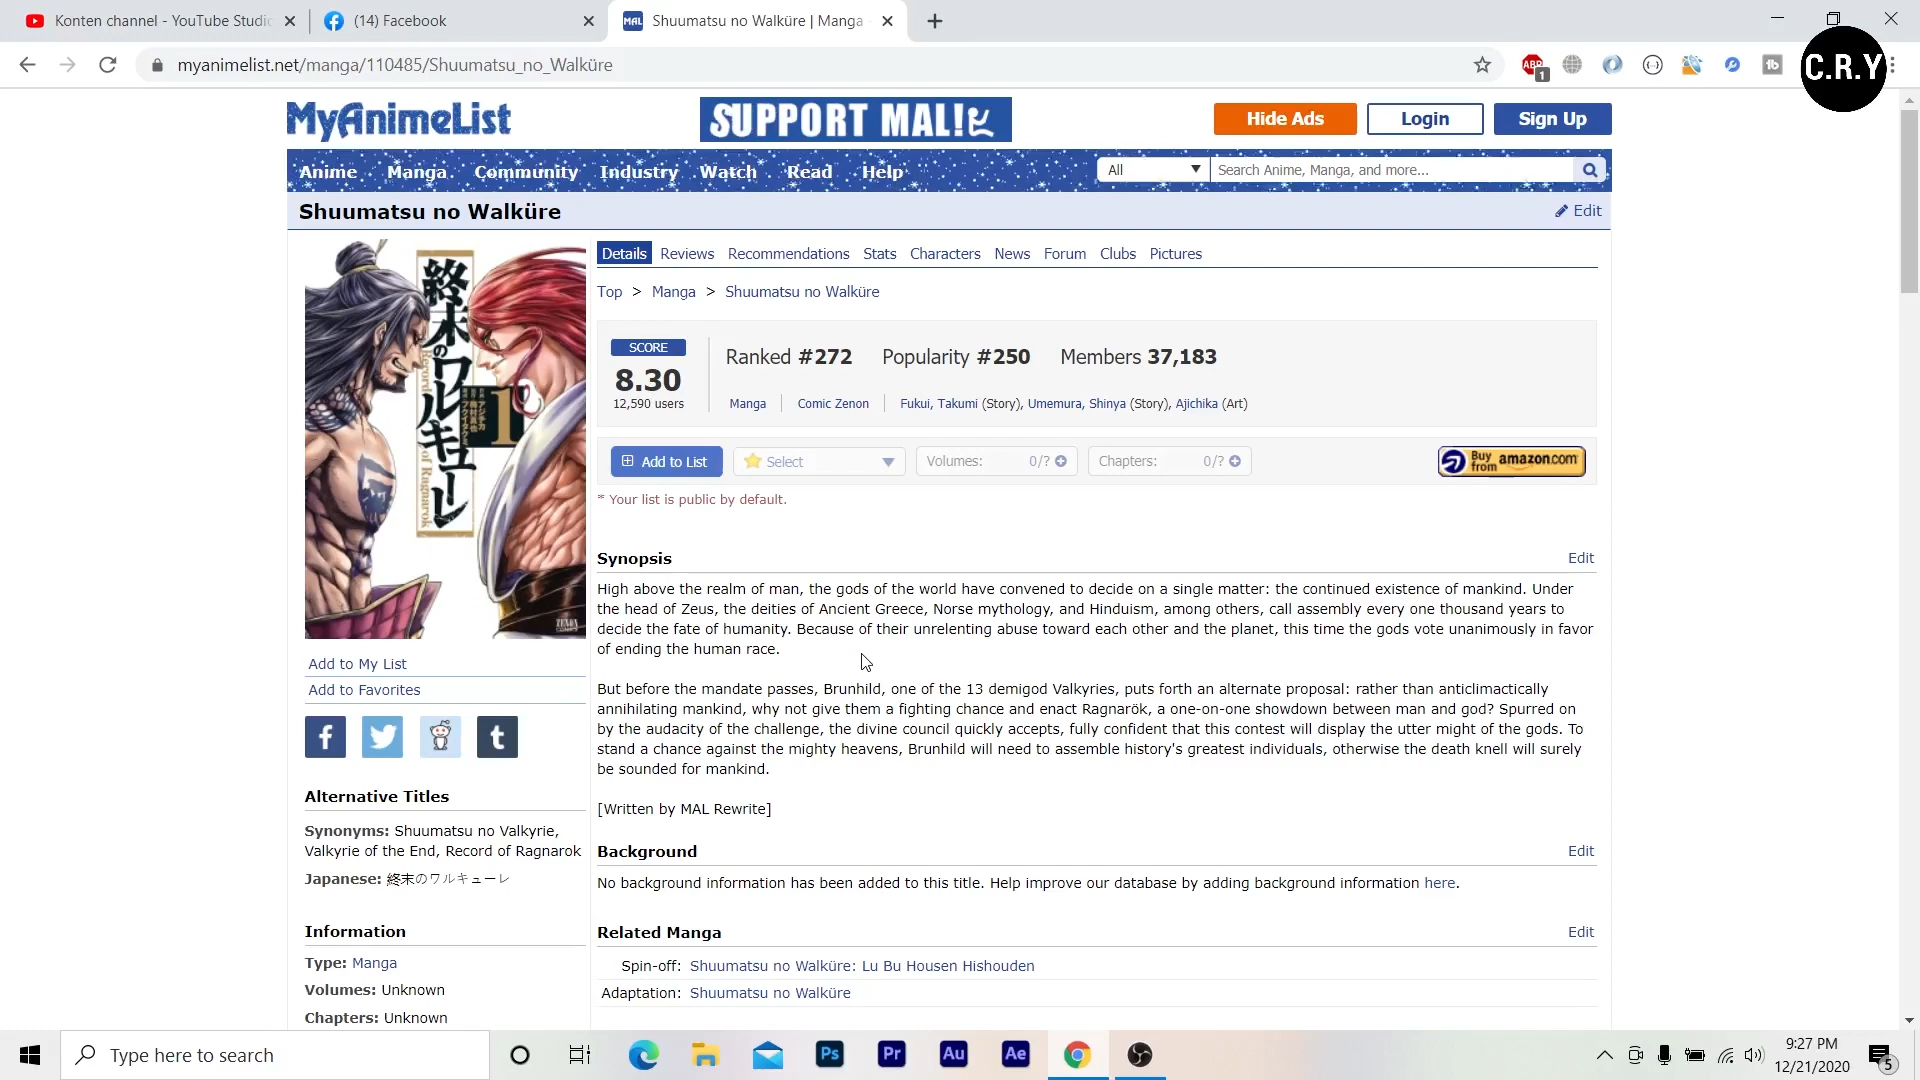 Konten channel - YouTube Studio
(14) Facebook
MAL
Shuumatsu no Walküre | Manga -
myanimelist.net/manga/110485/Shuumatsu_no_Walküre
ABP
1
C.R.Y
MyAnimeList
SUPPORT MAL!
Hide Ads
Login
Sign Up
Anime
Manga
Community
Industry
Watch
Read
Help
All
Search Anime, Manga, and more...
Shuumatsu no Walküre
Edit
終末のワルキューレ
Record of Ragnarok
1
ZENON COMICS
Details
Reviews
Recommendations
Stats
Characters
News
Forum
Clubs
Pictures
Top > Manga > Shuumatsu no Walküre
SCORE
8.30
12,590 users
Ranked #272
Popularity #250
Members 37,183
Manga
Comic Zenon
Fukui, Takumi (Story), Umemura, Shinya (Story), Ajichika (Art)
Add to List
Select
Volumes: 0/?
Chapters: 0/?
Buy from amazon.com
* Your list is public by default.
Synopsis
Edit
High above the realm of man, the gods of the world have convened to decide on a single matter: the continued existence of mankind. Under
the head of Zeus, the deities of Ancient Greece, Norse mythology, and Hinduism, among others, call assembly every one thousand years to
decide the fate of humanity. Because of their unrelenting abuse toward each other and the planet, this time the gods vote unanimously in favor
of ending the human race.
But before the mandate passes, Brunhild, one of the 13 demigod Valkyries, puts forth an alternate proposal: rather than anticlimactically
annihilating mankind, why not give them a fighting chance and enact Ragnarök, a one-on-one showdown between man and god? Spurred on
by the audacity of the challenge, the divine council quickly accepts, fully confident that this contest will display the utter might of the gods. To
stand a chance against the mighty heavens, Brunhild will need to assemble history's greatest individuals, otherwise the death knell will surely
be sounded for mankind.
[Written by MAL Rewrite]
Background
Edit
No background information has been added to this title. Help improve our database by adding background information here.
Related Manga
Edit
Spin-off: Shuumatsu no Walküre: Lu Bu Housen Hishouden
Adaptation: Shuumatsu no Walküre
Add to My List
Add to Favorites
Alternative Titles
Synonyms: Shuumatsu no Valkyrie,
Valkyrie of the End, Record of Ragnarok
Japanese: 終末のワルキューレ
Information
Type: Manga
Volumes: Unknown
Chapters: Unknown
Type here to search
Ps
Pr
Au
Ae
9:27 PM
12/21/2020
5